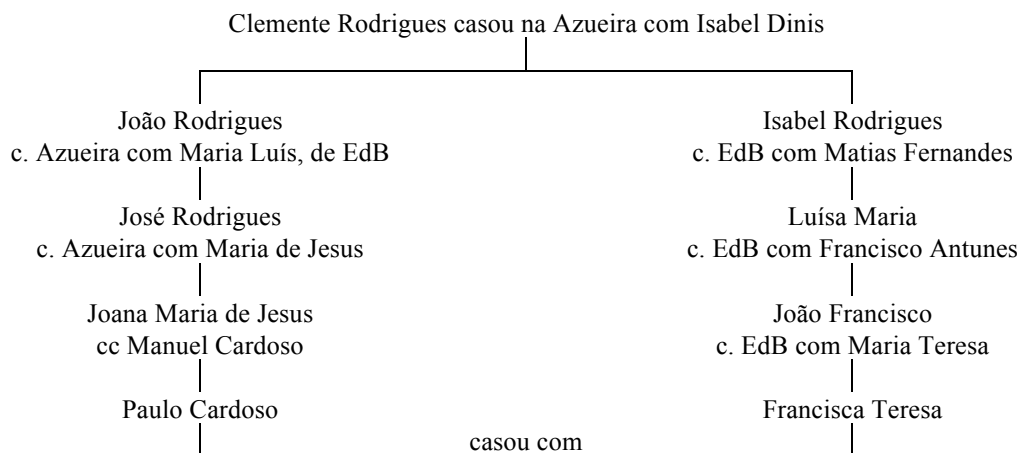 Clemente Rodrigues casou na Azueira com Isabel Dinis
João Rodrigues
c. Azueira com Maria Luís, de EdB
Isabel Rodrigues
c. EdB com Matias Fernandes
José Rodrigues
c. Azueira com Maria de Jesus
Luísa Maria
c. EdB com Francisco Antunes
Joana Maria de Jesus
cc Manuel Cardoso
João Francisco
c. EdB com Maria Teresa
Paulo Cardoso
Francisca Teresa
casou com